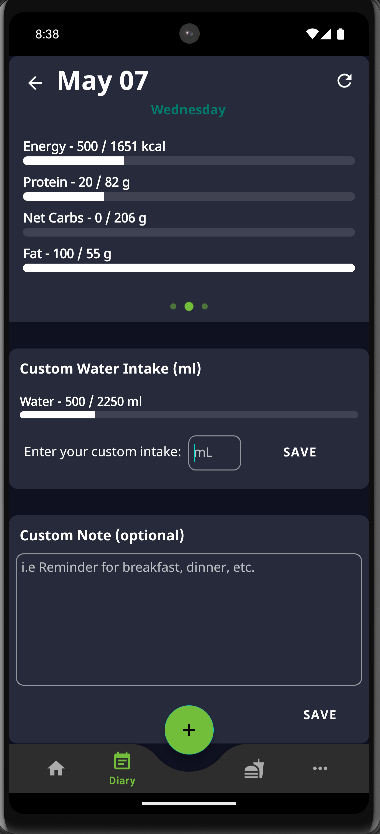 8:38
May 07
Wednesday
Energy - 500 / 1651 kcal
Protein - 20 / 82 g
Net Carbs - 0 / 206 g
Fat - 100 / 55 g
Custom Water Intake (ml)
Water - 500 / 2250 ml
Enter your custom intake: mL SAVE
Custom Note (optional)
i.e Reminder for breakfast, dinner, etc.
SAVE
Diary